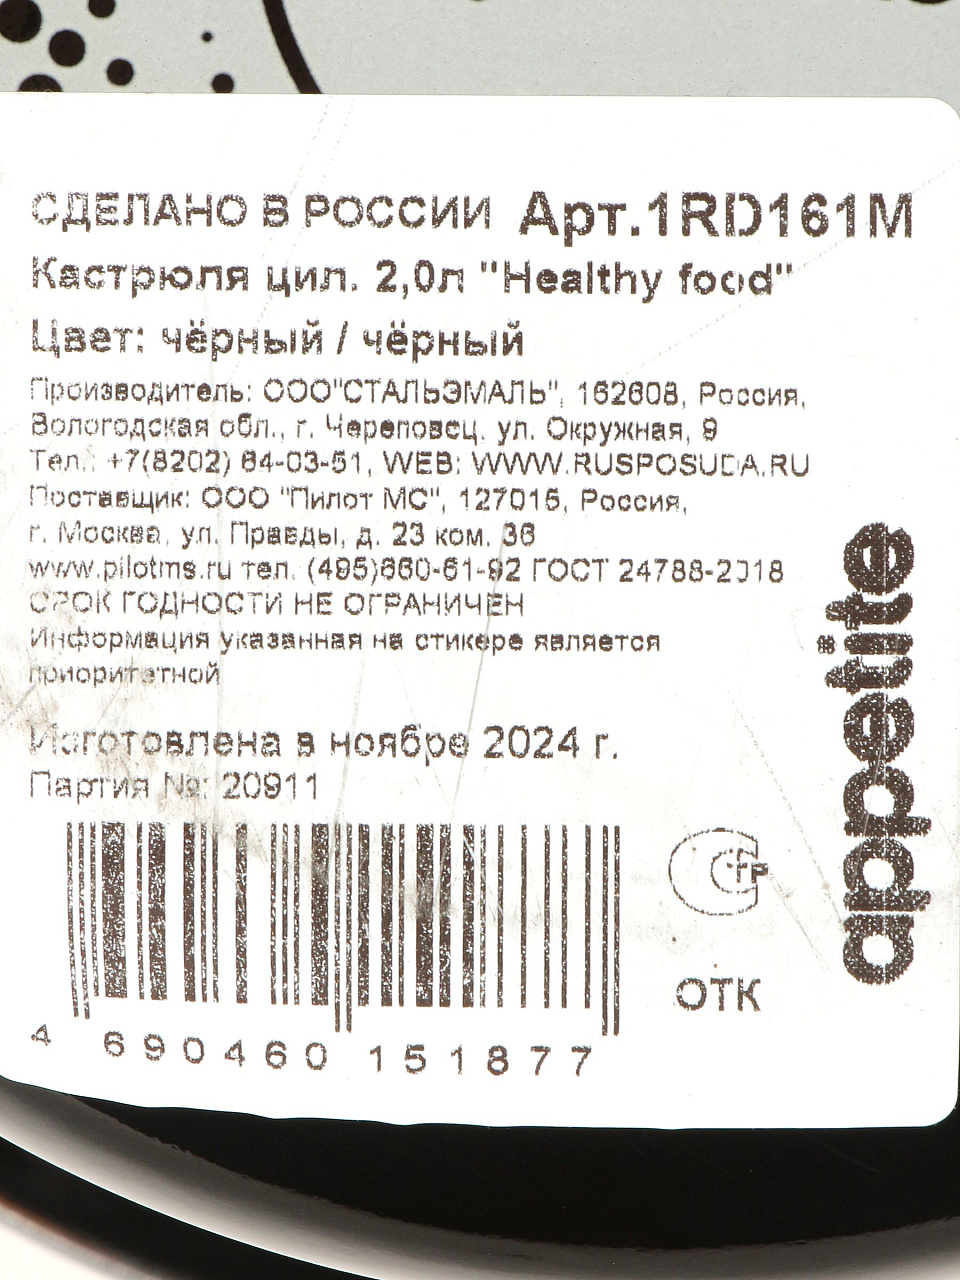 СДЕЛАНО В РОССИИ Арт.1RD161M
Кастрюля цил. 2,0л "Healthy food"
Цвет: чёрный / чёрный
Производитель: ООО"СТАЛЬЭМАЛЬ", 162608, Россия,
Вологодская обл., г. Череповец, ул. Окружная, 9
Тел.: +7(8202) 64-03-51, WEB: WWW.RUSPOSUDA.RU
Поставщик: ООО "Пилот МС", 127015, Россия,
г. Москва, ул. Правды, д. 23 ком. 36
www.pilotms.ru тел. (495)660-61-92 ГОСТ 24788-2018
СРОК ГОДНОСТИ НЕ ОГРАНИЧЕН
Информация указанная на стикере является
приоритетной
Изготовлена в ноябре 2024 г.
Партия №: 20911
4 690460 151877
СТР
ОТК
appetite